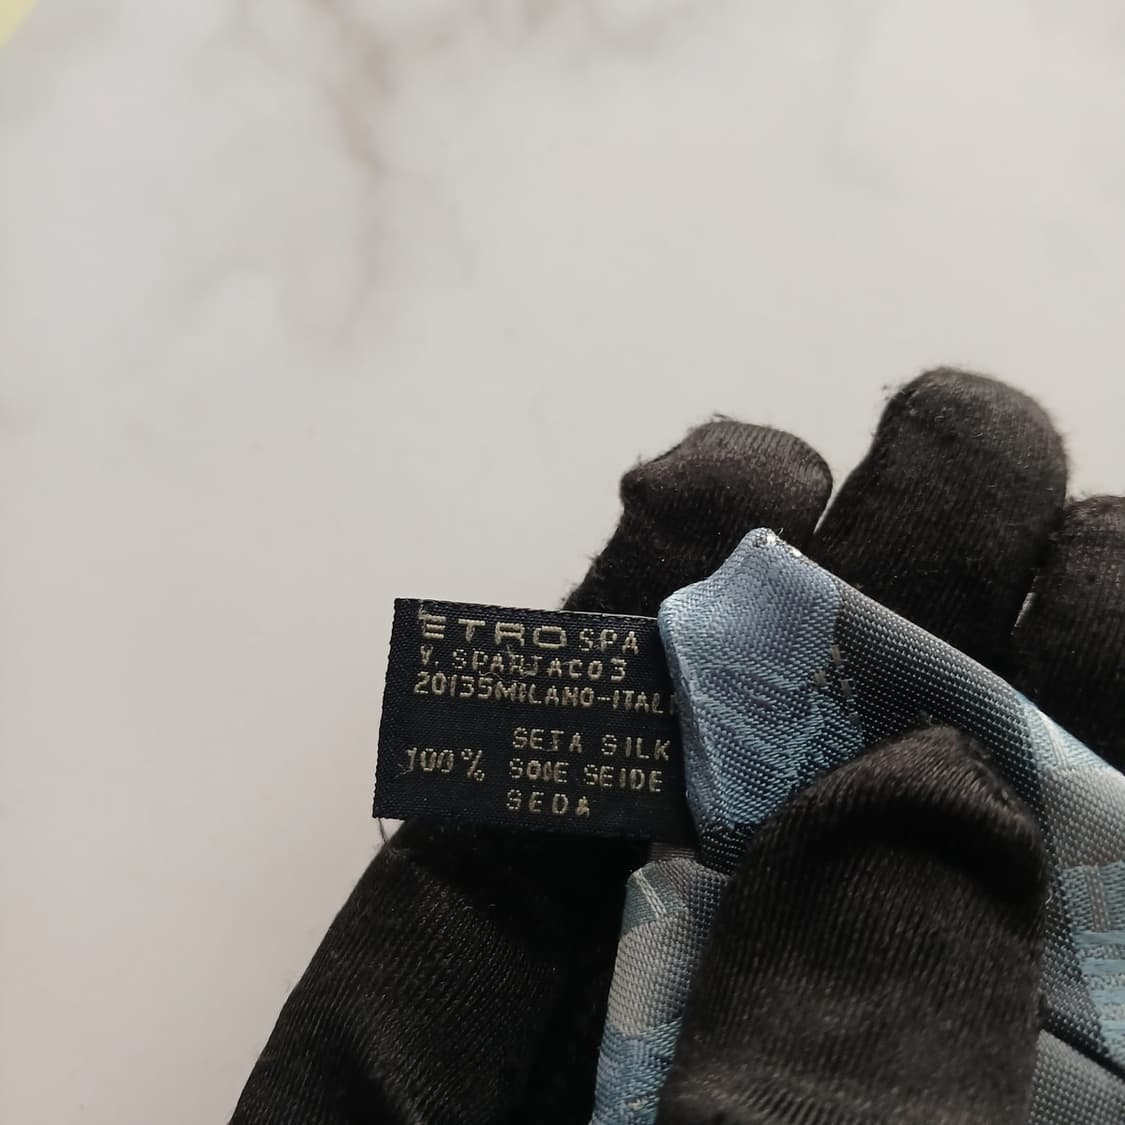 ETRO SPA
V. SPARTACO 3
20135 MILANO-ITAL
SETA SILK
100% SOIE SEIDE
SEDA